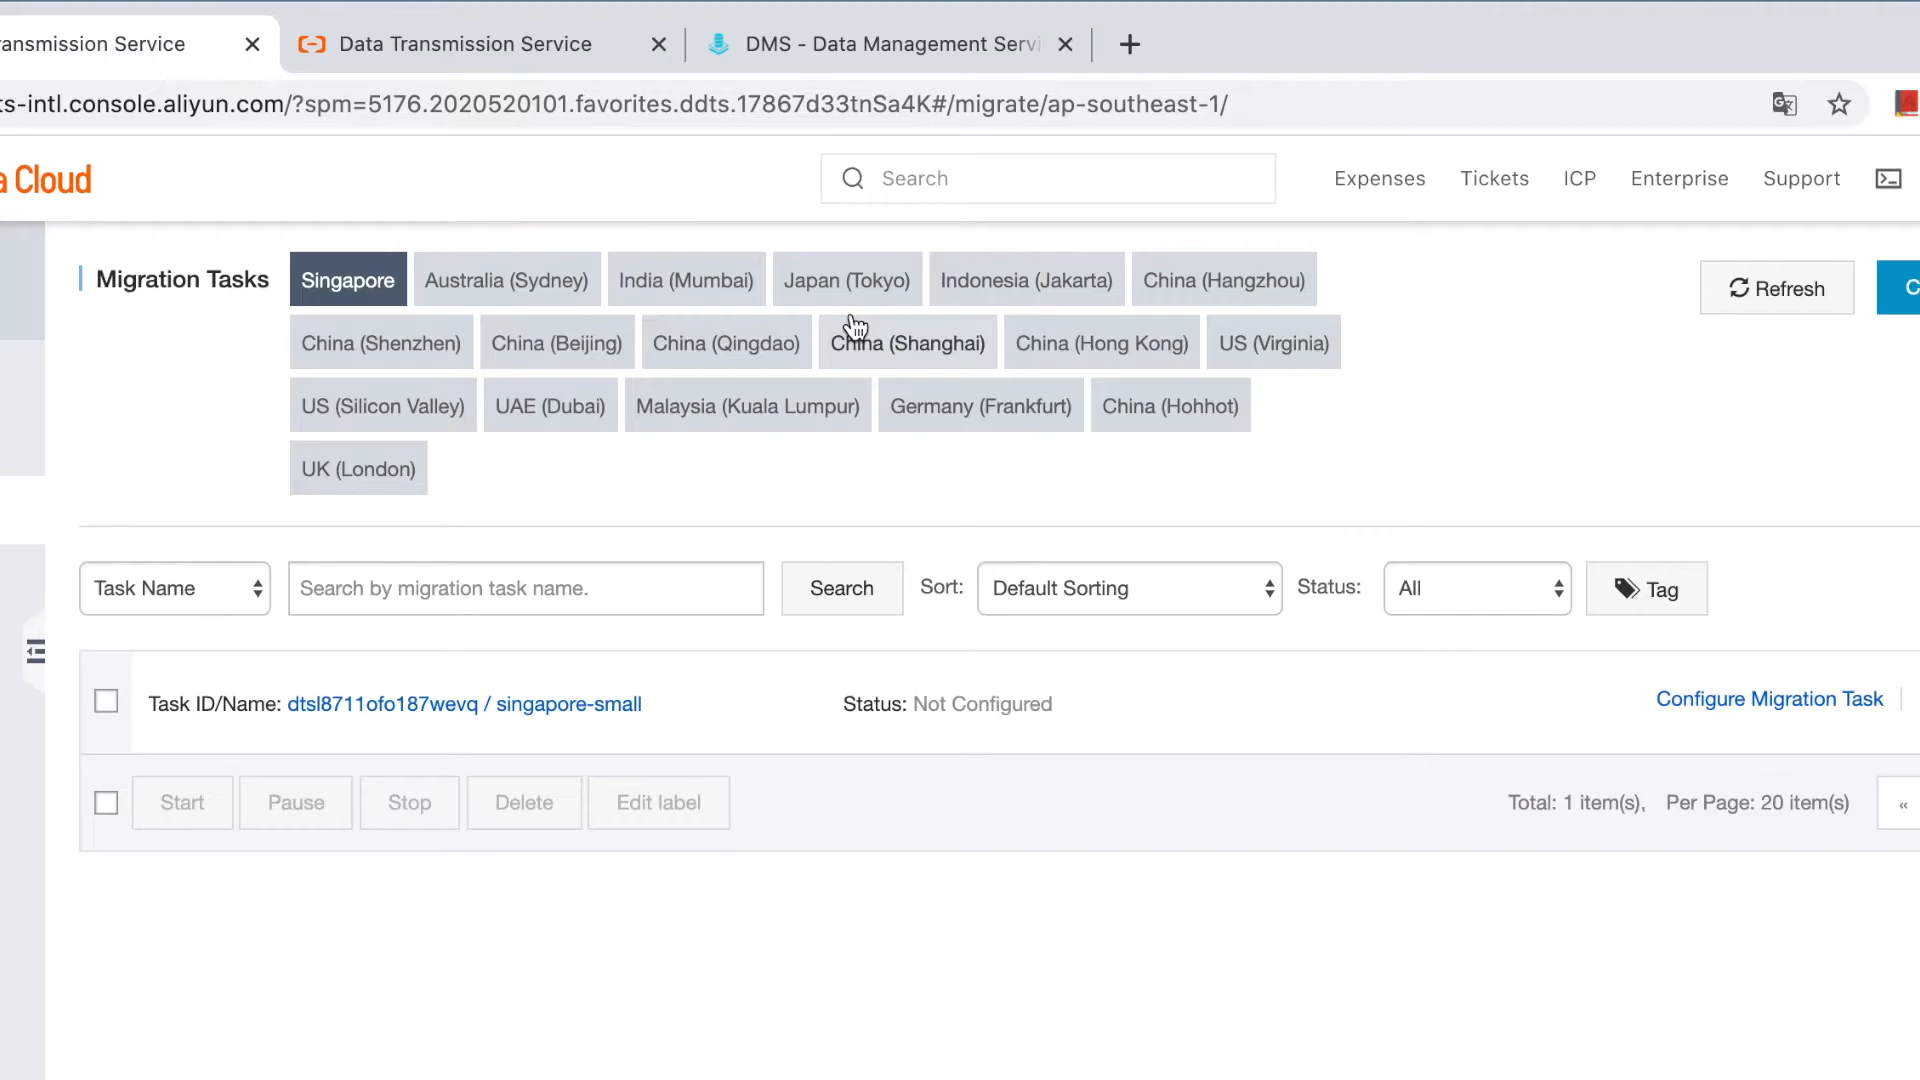 ansmission Service
Data Transmission Service
DMS - Data Management Servi
ts-intl.console.aliyun.com/?spm=5176.2020520101.favorites.ddts.17867d33tnSa4K#/migrate/ap-southeast-1/
a Cloud
Search
Expenses
Tickets
ICP
Enterprise
Support
Migration Tasks
Singapore
Australia (Sydney)
India (Mumbai)
Japan (Tokyo)
Indonesia (Jakarta)
China (Hangzhou)
Refresh
C
China (Shenzhen)
China (Beijing)
China (Qingdao)
China (Shanghai)
China (Hong Kong)
US (Virginia)
US (Silicon Valley)
UAE (Dubai)
Malaysia (Kuala Lumpur)
Germany (Frankfurt)
China (Hohhot)
UK (London)
Task Name
Search by migration task name.
Search
Sort:
Default Sorting
Status:
All
Tag
Task ID/Name: dtsl8711ofo187wevq / singapore-small
Status: Not Configured
Configure Migration Task
Start
Pause
Stop
Delete
Edit label
Total: 1 item(s),
Per Page: 20 item(s)
«